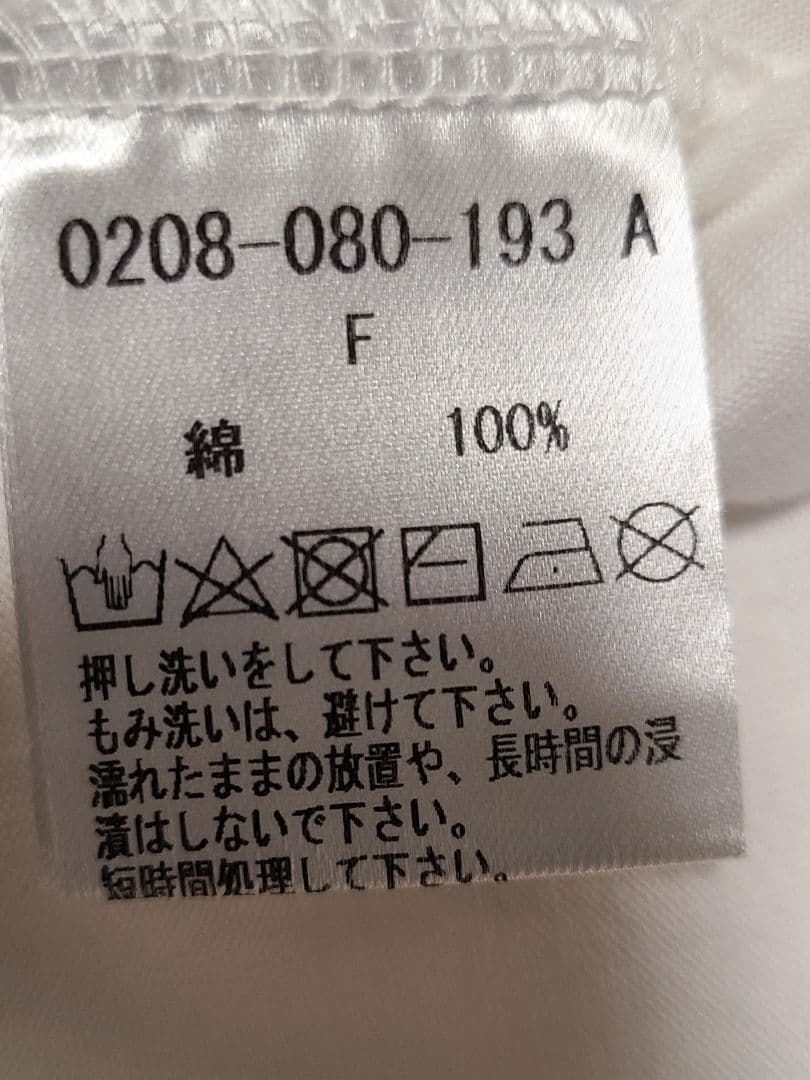 0208-080-193 A
F
綿 100%
押し洗いをして下さい。
もみ洗いは、避けて下さい。
濡れたままの放置や、長時間の浸
漬はしないで下さい。
短時間処理して下さい。